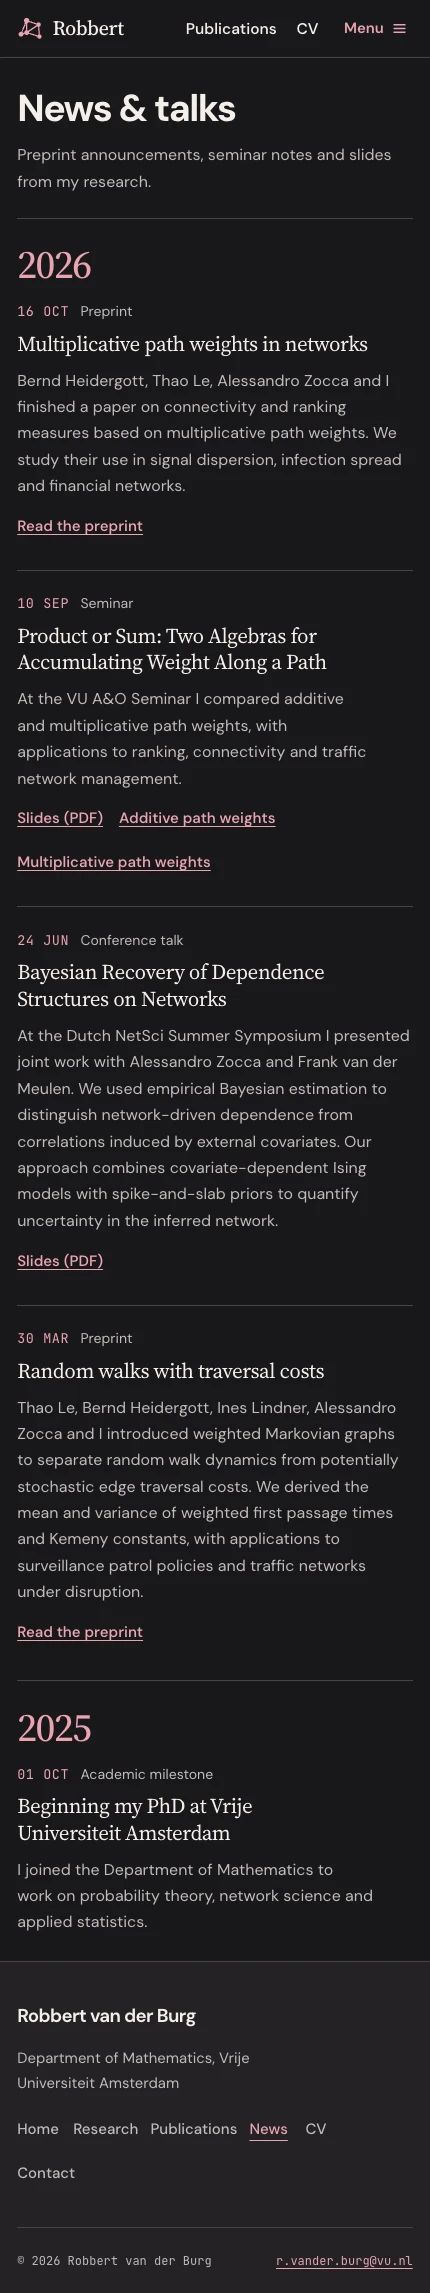 Robbert Publications CV Menu
News & talks
Preprint announcements, seminar notes and slides
from my research.
2026
16 OCT Preprint
Multiplicative path weights in networks
Bernd Heidergott, Thao Le, Alessandro Zocca and I
finished a paper on connectivity and ranking
measures based on multiplicative path weights. We
study their use in signal dispersion, infection spread
and financial networks.
Read the preprint
10 SEP Seminar
Product or Sum: Two Algebras for
Accumulating Weight Along a Path
At the VU A&O Seminar I compared additive
and multiplicative path weights, with
applications to ranking, connectivity and traffic
network management.
Slides (PDF) Additive path weights
Multiplicative path weights
24 JUN Conference talk
Bayesian Recovery of Dependence
Structures on Networks
At the Dutch NetSci Summer Symposium I presented
joint work with Alessandro Zocca and Frank van der
Meulen. We used empirical Bayesian estimation to
distinguish network-driven dependence from
correlations induced by external covariates. Our
approach combines covariate-dependent Ising
models with spike-and-slab priors to quantify
uncertainty in the inferred network.
Slides (PDF)
30 MAR Preprint
Random walks with traversal costs
Thao Le, Bernd Heidergott, Ines Lindner, Alessandro
Zocca and I introduced weighted Markovian graphs
to separate random walk dynamics from potentially
stochastic edge traversal costs. We derived the
mean and variance of weighted first passage times
and Kemeny constants, with applications to
surveillance patrol policies and traffic networks
under disruption.
Read the preprint
2025
01 OCT Academic milestone
Beginning my PhD at Vrije
Universiteit Amsterdam
I joined the Department of Mathematics to
work on probability theory, network science and
applied statistics.
Robbert van der Burg
Department of Mathematics, Vrije
Universiteit Amsterdam
Home Research Publications News CV
Contact
© 2026 Robbert van der Burg r.vander.burg@vu.nl